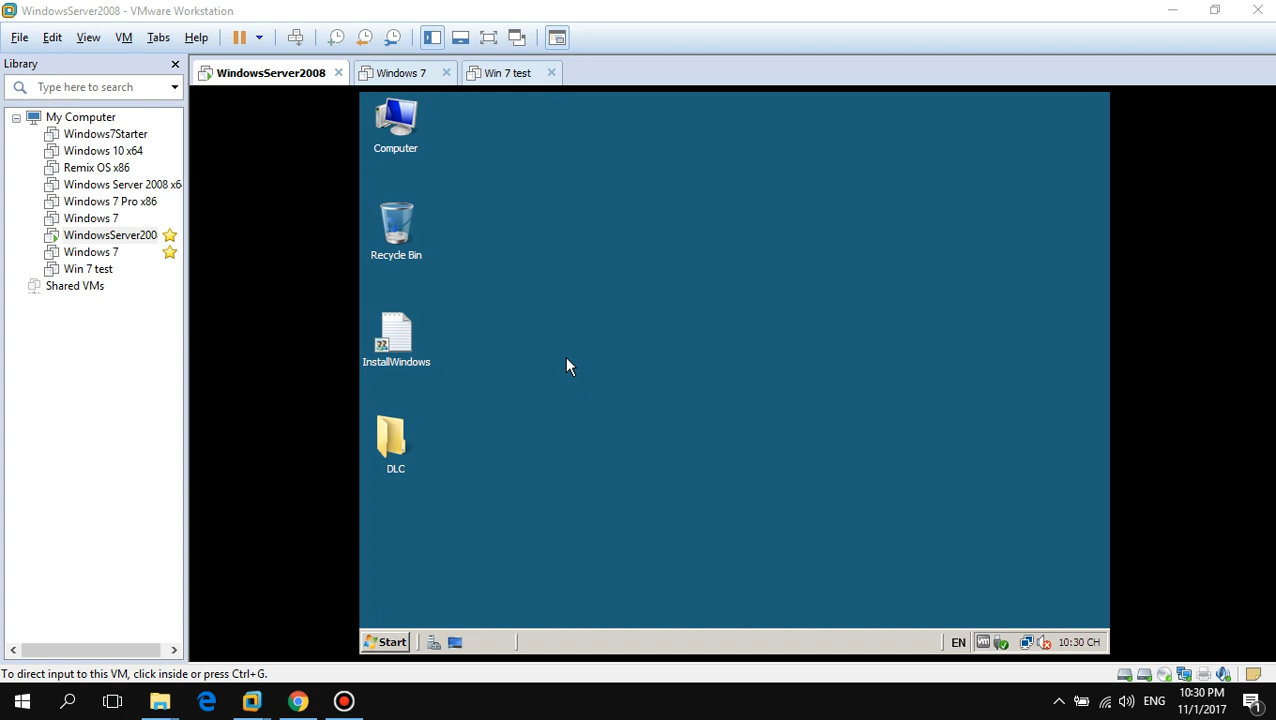 WindowsServer2008 - VMware Workstation
File Edit View VM Tabs Help
Library
Type here to search
My Computer
Windows7Starter
Windows 10 x64
Remix OS x86
Windows Server 2008 x6
Windows 7 Pro x86
Windows 7
WindowsServer200
Windows 7
Win 7 test
Shared VMs
WindowsServer2008
Windows 7
Win 7 test
Computer
Recycle Bin
InstallWindows
DLC
Start
EN
10:30 CH
To direct input to this VM, click inside or press Ctrl+G.
ENG
10:30 PM
11/1/2017
1